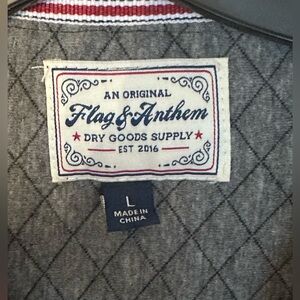 AN ORIGINAL
Flag & Anthem
DRY GOODS SUPPLY
EST 2016
L
MADE IN
CHINA